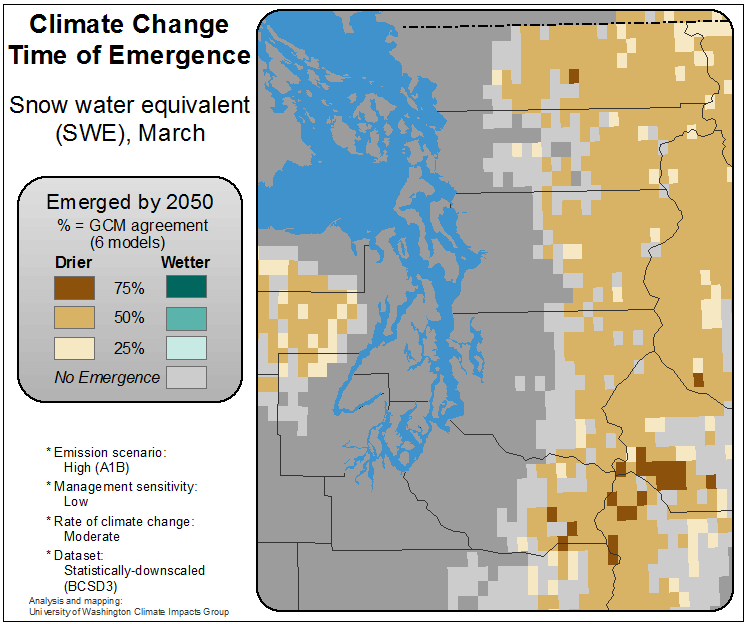 Climate Change
Time of Emergence
Snow water equivalent
(SWE), March
Emerged by 2050
% = GCM agreement
(6 models)
Drier Wetter
75%
50%
25%
No Emergence
* Emission scenario:
High (A1B)
* Management sensitivity:
Low
* Rate of climate change:
Moderate
* Dataset:
Statistically-downscaled
(BCSD3)
Analysis and mapping:
University of Washington Climate Impacts Group